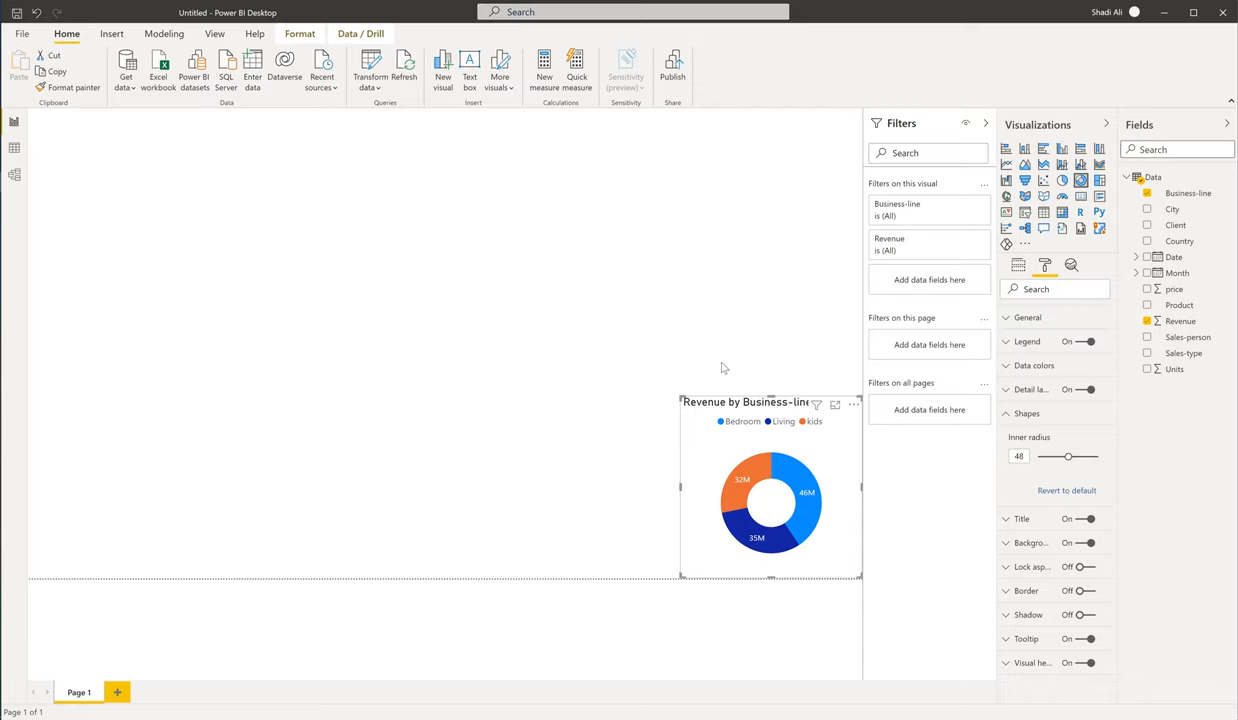 Untitled - Power BI Desktop
Search
Shadi Ali
File
Home
Insert
Modeling
View
Help
Format
Data / Drill
Paste
Cut
Copy
Format painter
Clipboard
Get
data
Excel
workbook
Power BI
datasets
SQL
Server
Enter
data
Dataverse
Recent
sources
Data
Transform
data
Refresh
Queries
New
visual
Text
box
More
visuals
Insert
New
measure
Quick
measure
Calculations
Sensitivity
(preview)
Sensitivity
Publish
Share
Revenue by Business-line
Bedroom
Living
kids
32M
46M
35M
Filters
Search
Filters on this visual
...
Business-line
is (All)
Revenue
is (All)
Add data fields here
Filters on this page
...
Add data fields here
Filters on all pages
...
Add data fields here
Visualizations
R
Py
...
Search
General
Legend On
Data colors
Detail la... On
Shapes
Inner radius
48
Revert to default
Title On
Backgro... On
Lock asp... Off
Border Off
Shadow Off
Tooltip On
Visual he... On
Fields
Search
Data
Business-line
City
Client
Country
Date
Month
price
Product
Revenue
Sales-person
Sales-type
Units
Page 1
+
Page 1 of 1